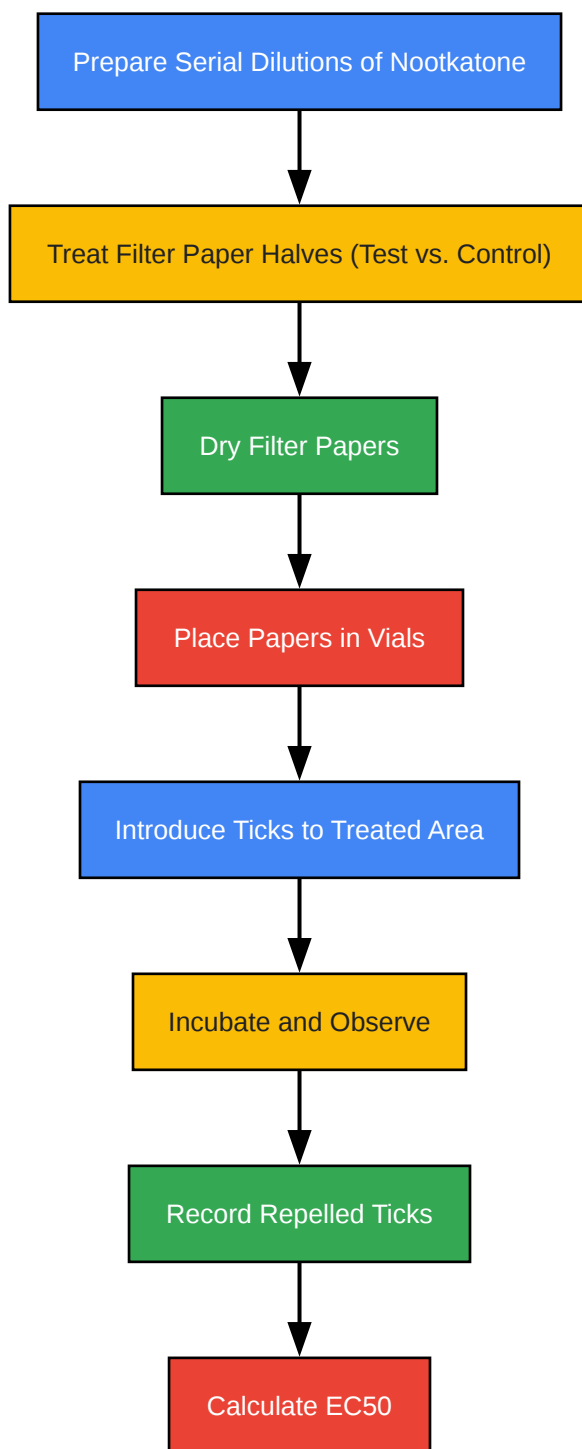 Prepare Serial Dilutions of Nootkatone
Treat Filter Paper Halves (Test vs. Control)
Dry Filter Papers
Place Papers in Vials
Introduce Ticks to Treated Area
Incubate and Observe
Record Repelled Ticks
Calculate EC50